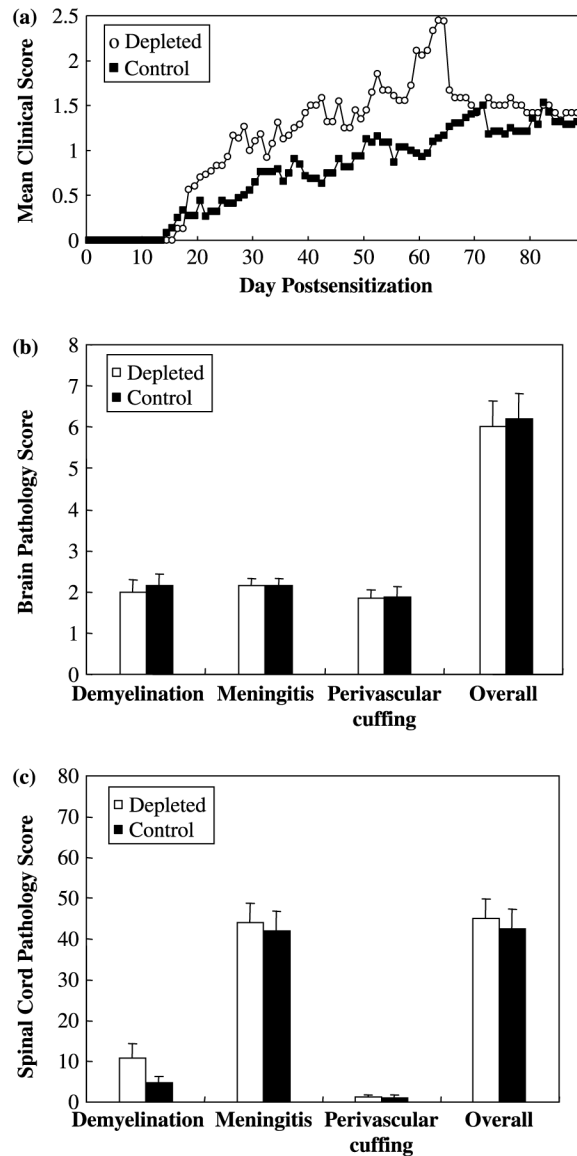 (a)
2.5
2
1.5
1
0.5
0
Depleted
Control
Mean Clinical Score
0 10 20 30 40 50 60 70 80
Day Postsensitization
(b)
8
7
6
5
4
3
2
1
0
Depleted
Control
Brain Pathology Score
Demyelination Meningitis Perivascular Overall
cuffing
(c)
80
70
60
50
40
30
20
10
0
Depleted
Control
Spinal Cord Pathology Score
Demyelination Meningitis Perivascular Overall
cuffing